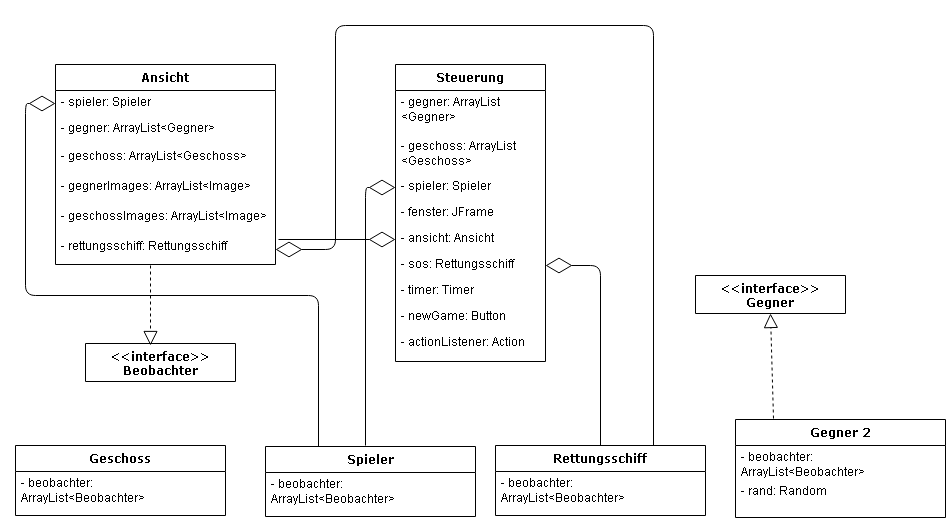 Ansicht
- spieler: Spieler
- gegner: ArrayList<Gegner>
- geschoss: ArrayList<Geschoss>
- gegnerImages: ArrayList<Image>
- geschossImages: ArrayList<Image>
- rettungsschiff: Rettungsschiff
Steuerung
- gegner: ArrayList
<Gegner>
- geschoss: ArrayList
<Geschoss>
- spieler: Spieler
- fenster: JFrame
- ansicht: Ansicht
- sos: Rettungsschiff
- timer: Timer
- newGame: Button
- actionListener: Action
<<interface>>
Gegner
<<interface>>
Beobachter
Geschoss
- beobachter:
ArrayList<Beobachter>
Spieler
- beobachter:
ArrayList<Beobachter>
Rettungsschiff
- beobachter:
ArrayList<Beobachter>
Gegner 2
- beobachter:
ArrayList<Beobachter>
- rand: Random